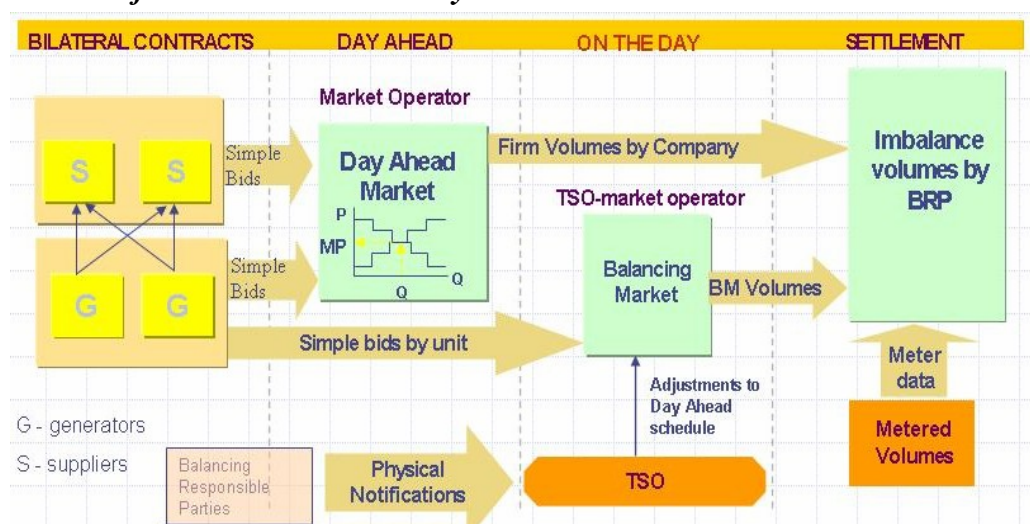 BILATERAL CONTRACTS
DAY AHEAD
ON THE DAY
SETTLEMENT
Market Operator
S
S
Simple
Bids
Day Ahead
Market
P
MP
Q
Q
Firm Volumes by Company
Imbalance
volumes by
BRP
TSO-market operator
G
G
Simple
Bids
Balancing
Market
BM Volumes
Simple bids by unit
Meter
data
Adjustments to
Day Ahead
schedule
G - generators
S - suppliers
Balancing
Responsible
Parties
Physical
Notifications
TSO
Metered
Volumes